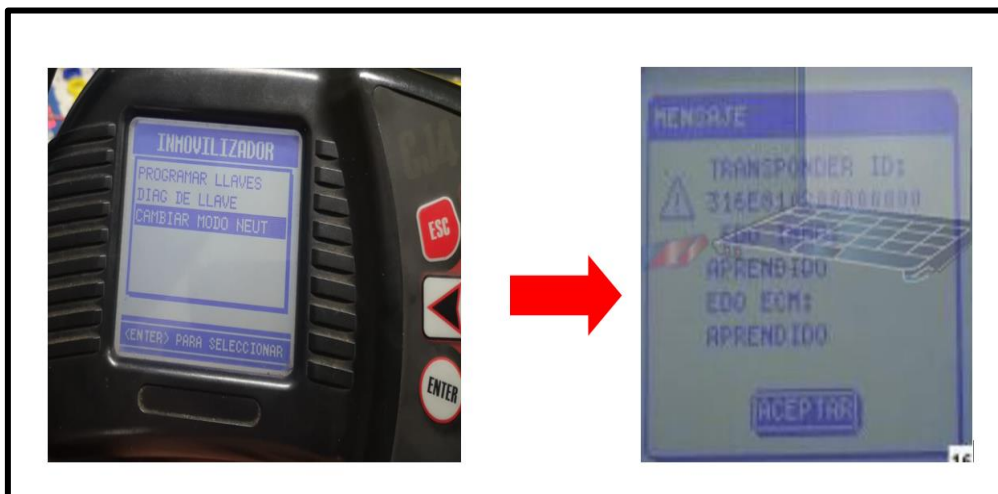 INMOVILIZADOR
PROGRAMAR LLAVES
DIAG DE LLAVE
CAMBIAR MODO NEUT
<ENTER> PARA SELECCIONAR
ESC
ENTER
MENSAJE
TRANSPONDER ID:
APRENDIDO
EDO ECM:
APRENDIDO
ACEPTAR
16